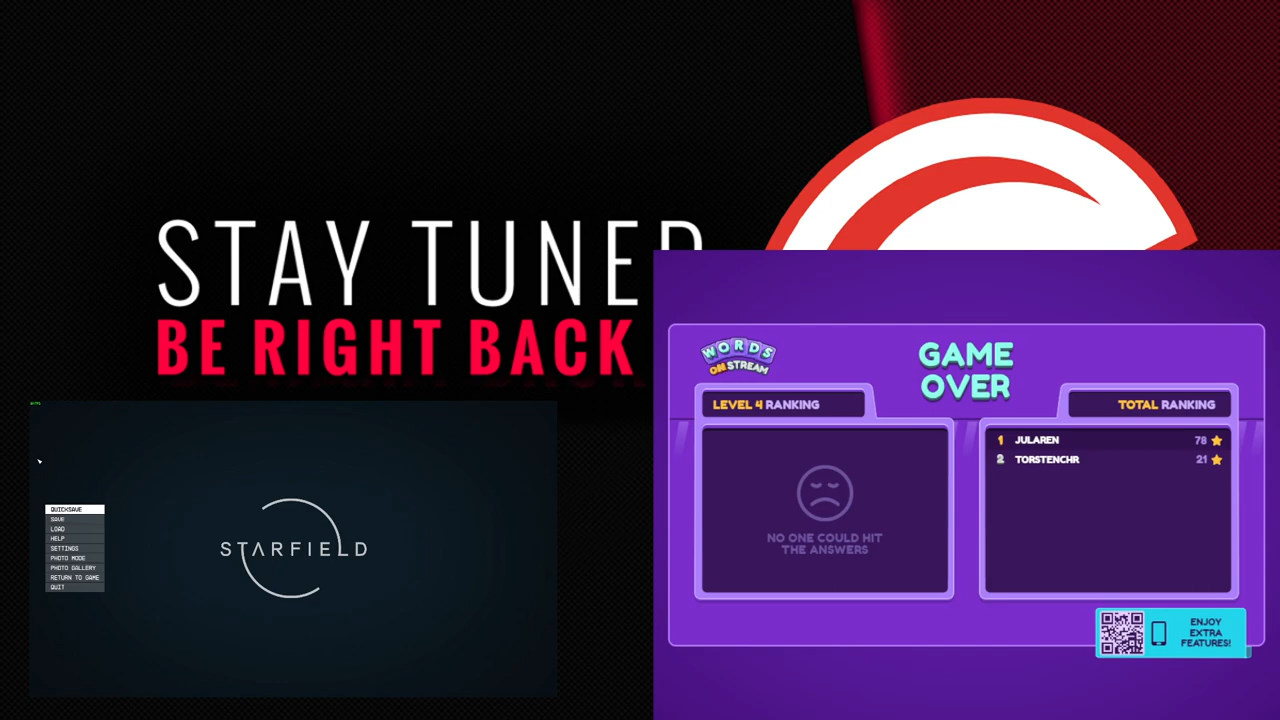 STAY TUNED
BE RIGHT BACK
QUICKSAVE
SAVE
LOAD
HELP
SETTINGS
PHOTO MODE
PHOTO GALLERY
RETURN TO GAME
QUIT
STARFIELD
WORDS
ON STREAM
GAME
OVER
LEVEL 4 RANKING
TOTAL RANKING
NO ONE COULD HIT
THE ANSWERS
1 JULAREN 78
2 TORSTENCHR 21
ENJOY
EXTRA
FEATURES!